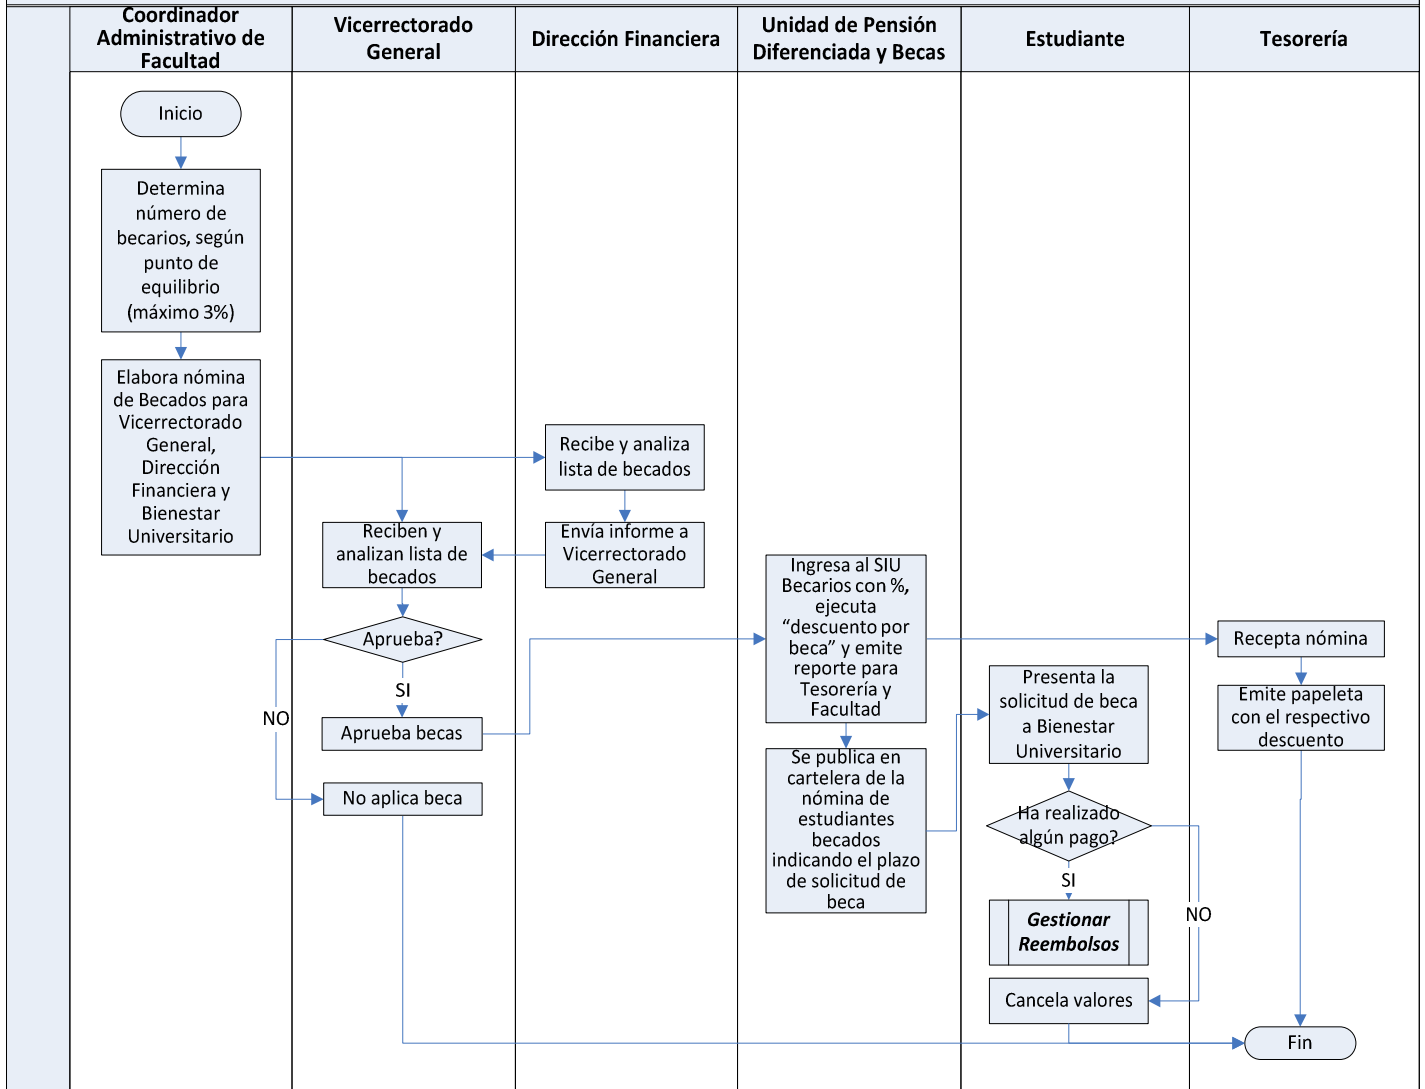 Coordinador
Administrativo de
Facultad
Vicerrectorado
General
Dirección Financiera
Unidad de Pensión
Diferenciada y Becas
Estudiante
Tesorería
Inicio
Determina
número de
becarios, según
punto de
equilibrio
(máximo 3%)
Elabora nómina
de Becados para
Vicerrectorado
General,
Dirección
Financiera y
Bienestar
Universitario
Recibe y analiza
lista de becados
Envía informe a
Vicerrectorado
General
Reciben y
analizan lista de
becados
Aprueba?
SI
NO
Aprueba becas
No aplica beca
Ingresa al SIU
Becarios con %,
ejecuta
“descuento por
beca” y emite
reporte para
Tesorería y
Facultad
Se publica en
cartelera de la
nómina de
estudiantes
becados
indicando el plazo
de solicitud de
beca
Presenta la
solicitud de beca
a Bienestar
Universitario
Ha realizado
algún pago?
SI
NO
Gestionar
Reembolsos
Cancela valores
Recepta nómina
Emite papeleta
con el respectivo
descuento
Fin